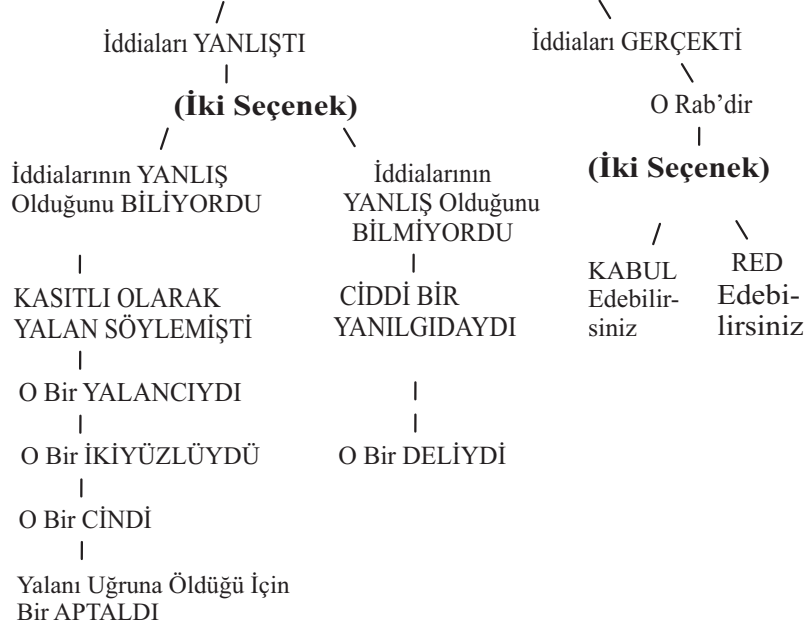 İddiaları YANLIŞTI
(İki Seçenek)
İddialarının YANLIŞ
Olduğunu BİLİYORDU
KASITLI OLARAK
YALAN SÖYLEMİŞTİ
O Bir YALANCIYDI
O Bir İKİYÜZLÜYDÜ
O Bir CİNDİ
Yalanı Uğruna Öldüğü İçin
Bir APTALDI
İddialarının
YANLIŞ Olduğunu
BİLMİYORDU
CİDDİ BİR
YANILGIDAYDI
O Bir DELİYDİ
İddiaları GERÇEKTİ
O Rab’dir
(İki Seçenek)
KABUL
Edebilir-
siniz
RED
Edebi-
lirsiniz